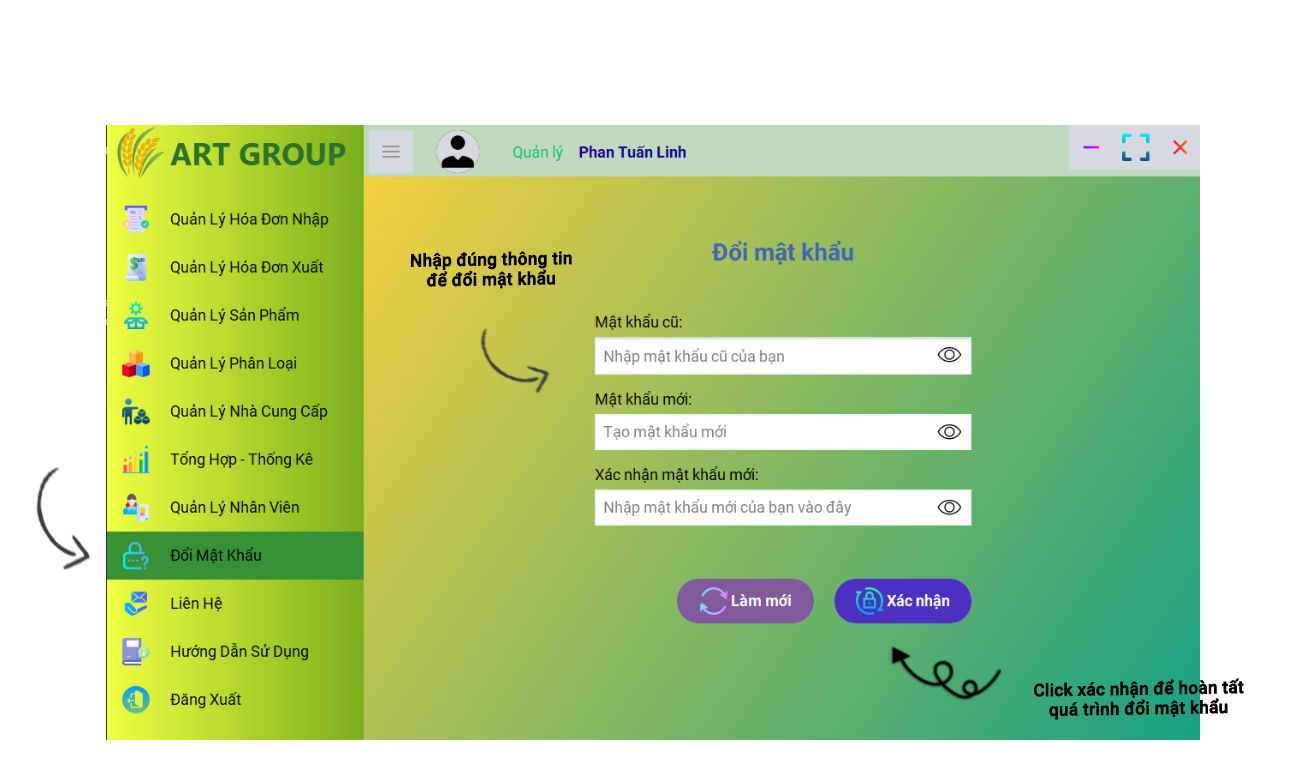 ART GROUP
Quản lý Phan Tuấn Linh
Quản Lý Hóa Đơn Nhập
Quản Lý Hóa Đơn Xuất
Quản Lý Sản Phẩm
Quản Lý Phân Loại
Quản Lý Nhà Cung Cấp
Tổng Hợp - Thống Kê
Quản Lý Nhân Viên
Đổi Mật Khẩu
Liên Hệ
Hướng Dẫn Sử Dụng
Đăng Xuất
Nhập đúng thông tin
để đổi mật khẩu
Đổi mật khẩu
Mật khẩu cũ:
Nhập mật khẩu cũ của bạn
Mật khẩu mới:
Tạo mật khẩu mới
Xác nhận mật khẩu mới:
Nhập mật khẩu mới của bạn vào đây
Làm mới
Xác nhận
Click xác nhận để hoàn tất
quá trình đổi mật khẩu